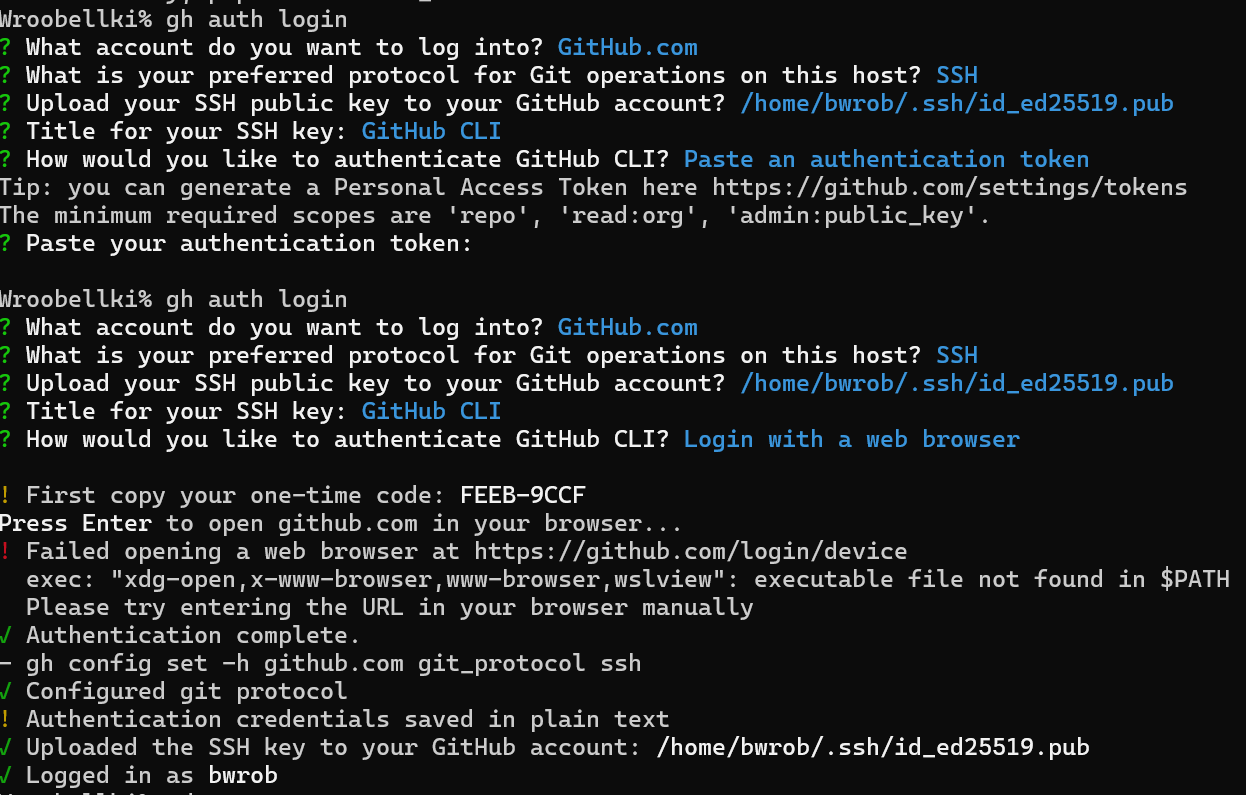 Wroobellki% gh auth login
? What account do you want to log into? GitHub.com
? What is your preferred protocol for Git operations on this host? SSH
? Upload your SSH public key to your GitHub account? /home/bwrob/.ssh/id_ed25519.pub
? Title for your SSH key: GitHub CLI
? How would you like to authenticate GitHub CLI? Paste an authentication token
Tip: you can generate a Personal Access Token here https://github.com/settings/tokens
The minimum required scopes are 'repo', 'read:org', 'admin:public_key'.
? Paste your authentication token:
Wroobellki% gh auth login
? What account do you want to log into? GitHub.com
? What is your preferred protocol for Git operations on this host? SSH
? Upload your SSH public key to your GitHub account? /home/bwrob/.ssh/id_ed25519.pub
? Title for your SSH key: GitHub CLI
? How would you like to authenticate GitHub CLI? Login with a web browser
! First copy your one-time code: FEEB-9CCF
Press Enter to open github.com in your browser...
! Failed opening a web browser at https://github.com/login/device
exec: "xdg-open,x-www-browser,www-browser,wslview": executable file not found in $PATH
Please try entering the URL in your browser manually
✓ Authentication complete.
- gh config set -h github.com git_protocol ssh
✓ Configured git protocol
! Authentication credentials saved in plain text
✓ Uploaded the SSH key to your GitHub account: /home/bwrob/.ssh/id_ed25519.pub
✓ Logged in as bwrob